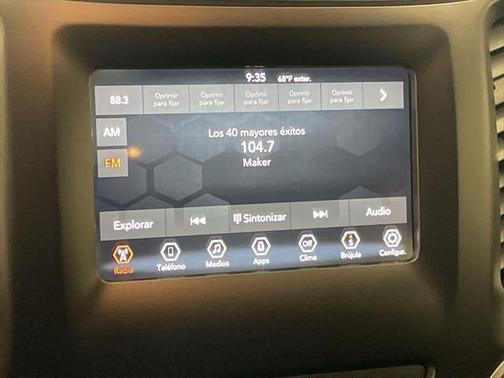 9:35 68°F exter.
88.3 Oprimir para fijar Oprimir para fijar Oprimir para fijar Oprimir para fijar Oprimir para fijar
AM
Los 40 mayores éxitos
104.7
FM
Maker
Explorar Sintonizar Audio
Off S
Radio Teléfono Medios Apps Clima Brújula Configur.